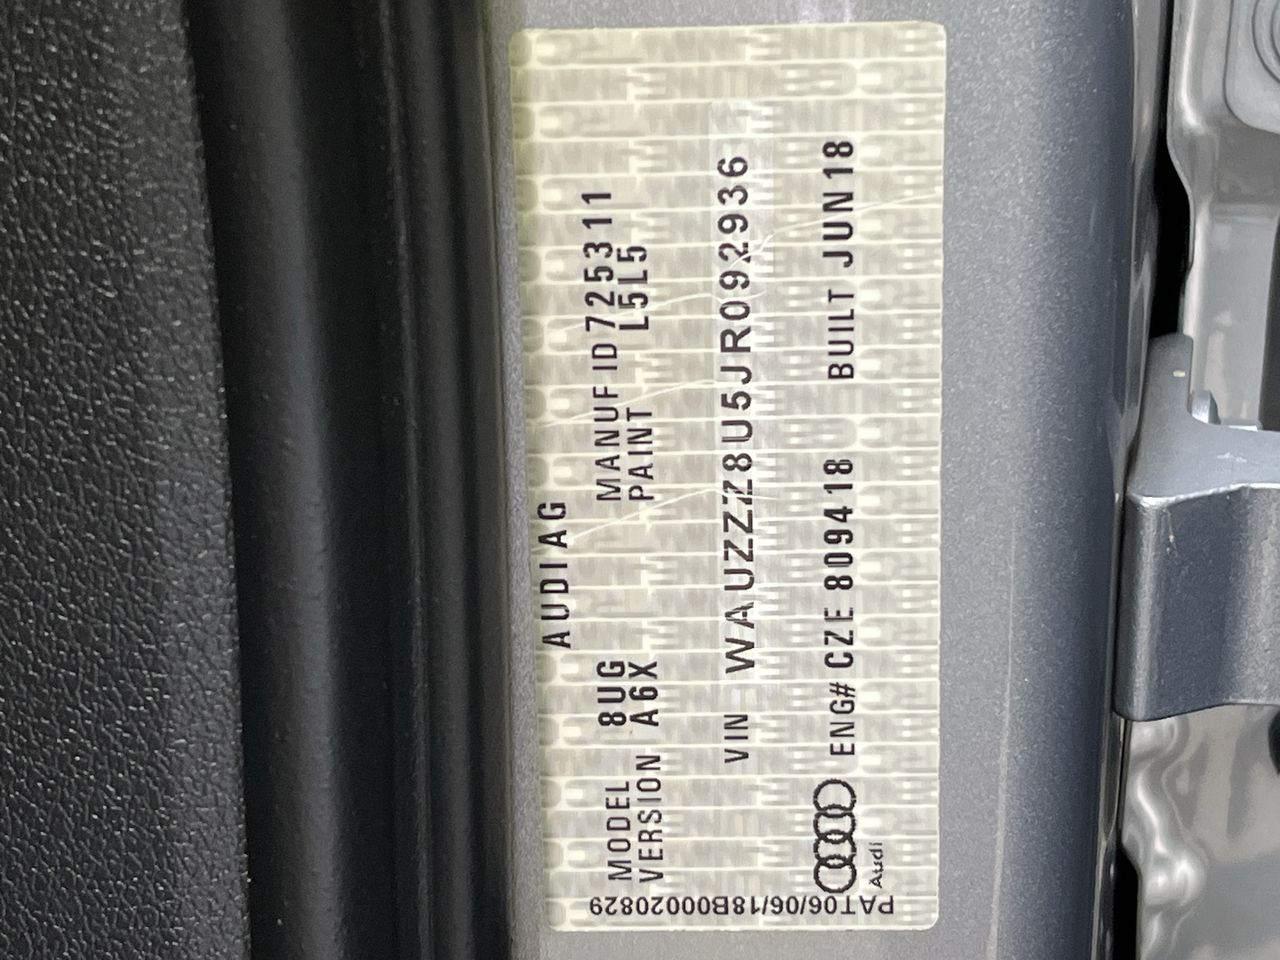 AUDI AG
MODEL 8UG MANUF ID 725311
VERSION A6X PAINT L5L5
VIN WAUZZZ8U5JR092936
ENG# CZE 809418 BUILT JUN18
Audi
PAT06/06/18B00020829